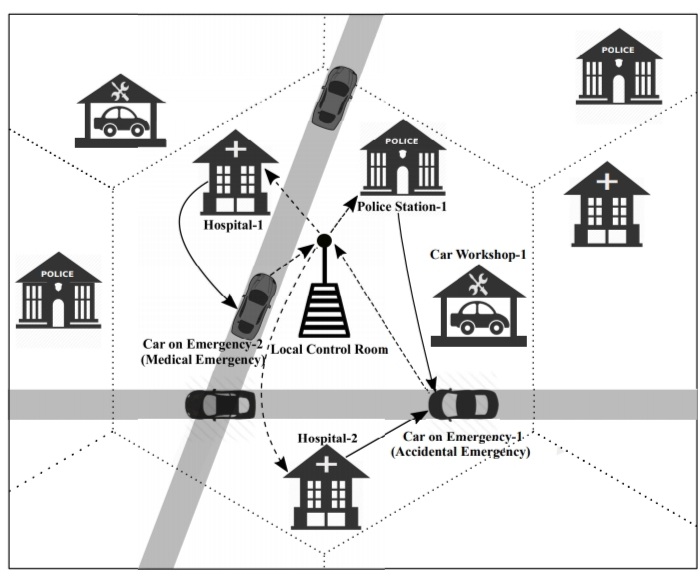 POLICE
POLICE
Hospital-1
Police Station-1
Car Workshop-1
POLICE
Car on Emergency-2
(Medical Emergency)
Local Control Room
Hospital-2
Car on Emergency-1
(Accidental Emergency)